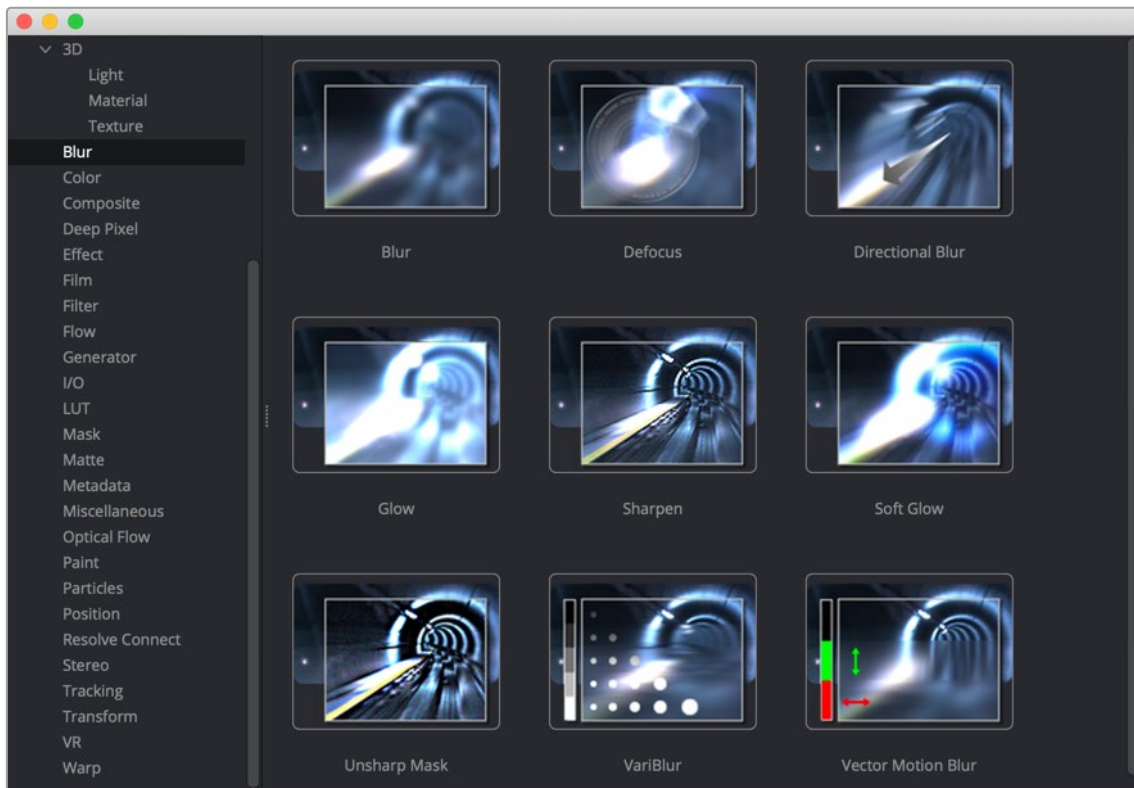 3D
Light
Material
Texture
Blur
Color
Composite
Deep Pixel
Effect
Film
Filter
Flow
Generator
I/O
LUT
Mask
Matte
Metadata
Miscellaneous
Optical Flow
Paint
Particles
Position
Resolve Connect
Stereo
Tracking
Transform
VR
Warp
Blur
Defocus
Directional Blur
Glow
Sharpen
Soft Glow
Unsharp Mask
VariBlur
Vector Motion Blur